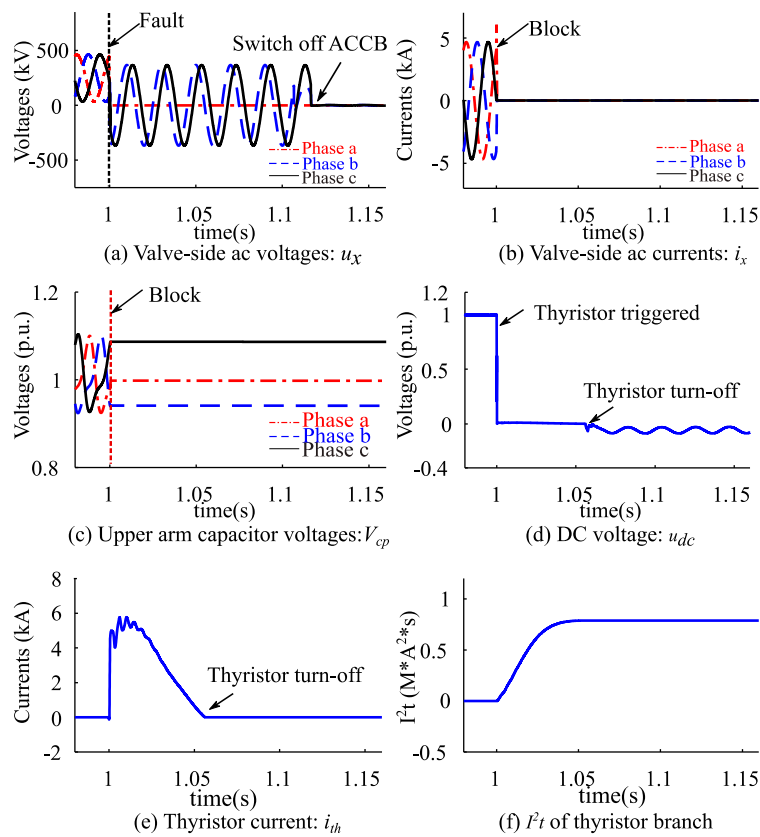 Fault
Switch off ACCB
Voltages (kV)
500
0
-500
Phase a
Phase b
Phase c
1 1.05 1.1 1.15
time(s)
(a) Valve-side ac voltages: uₓ
Block
Currents (kA)
5
0
-5
Phase a
Phase b
Phase c
1 1.05 1.1 1.15
time(s)
(b) Valve-side ac currents: iₓ
Block
Voltages (p.u.)
1.2
1
0.8
Phase a
Phase b
Phase c
1 1.05 1.1 1.15
time(s)
(c) Upper arm capacitor voltages:V_cp
Thyristor triggered
Thyristor turn-off
Voltages (p.u.)
1.2
1
0.5
0
-0.4
1 1.05 1.1 1.15
time(s)
(d) DC voltage: u_dc
Thyristor turn-off
Currents (kA)
8
6
4
2
0
-2
1 1.05 1.1 1.15
time(s)
(e) Thyristor current: i_th
I²t (M*A²*s)
1
0.5
0
-0.5
1 1.05 1.1 1.15
time(s)
(f) I²t of thyristor branch